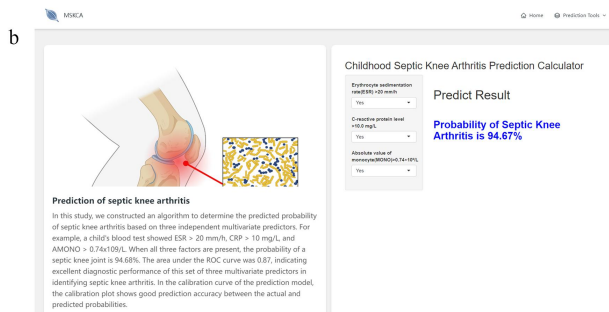 b
MSKCA
Home
Prediction Tools
Prediction of septic knee arthritis
In this study, we constructed an algorithm to determine the predicted probability
of septic knee arthritis based on three independent multivariate predictors. For
example, a child's blood test showed ESR > 20 mm/h, CRP > 10 mg/L, and
AMONO > 0.74x109/L. When all three factors are present, the probability of a
septic knee joint is 94.68%. The area under the ROC curve was 0.87, indicating
excellent diagnostic performance of this set of three multivariate predictors in
identifying septic knee arthritis. In the calibration curve of the prediction model,
the calibration plot shows good prediction accuracy between the actual and
predicted probabilities.
Childhood Septic Knee Arthritis Prediction Calculator
Erythrocyte sedimentation
rate(ESR) >20 mm/h
Yes
C-reactive protein level
>10.0 mg/L
Yes
Absolute value of
monocyte(MONO)>0.74×10⁹/L
Yes
Predict Result
Probability of Septic Knee
Arthritis is 94.67%